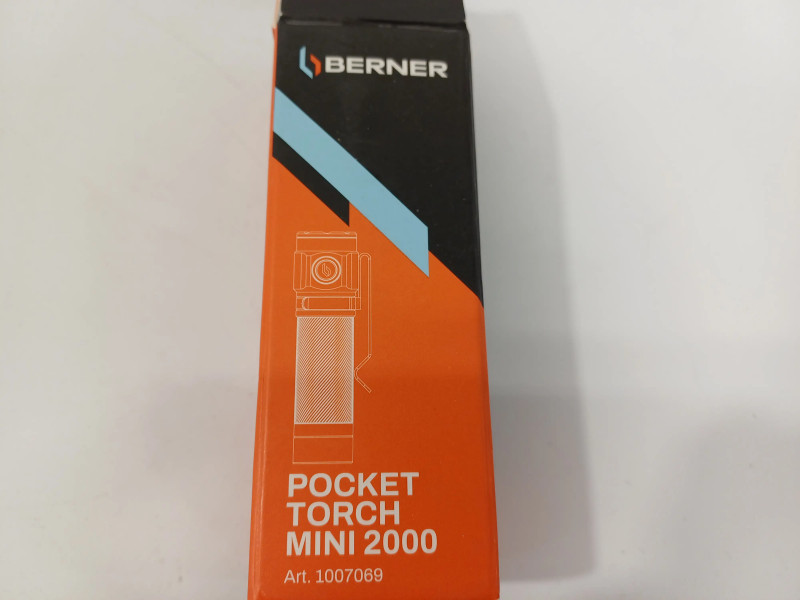 BERNER
POCKET
TORCH
MINI 2000
Art. 1007069